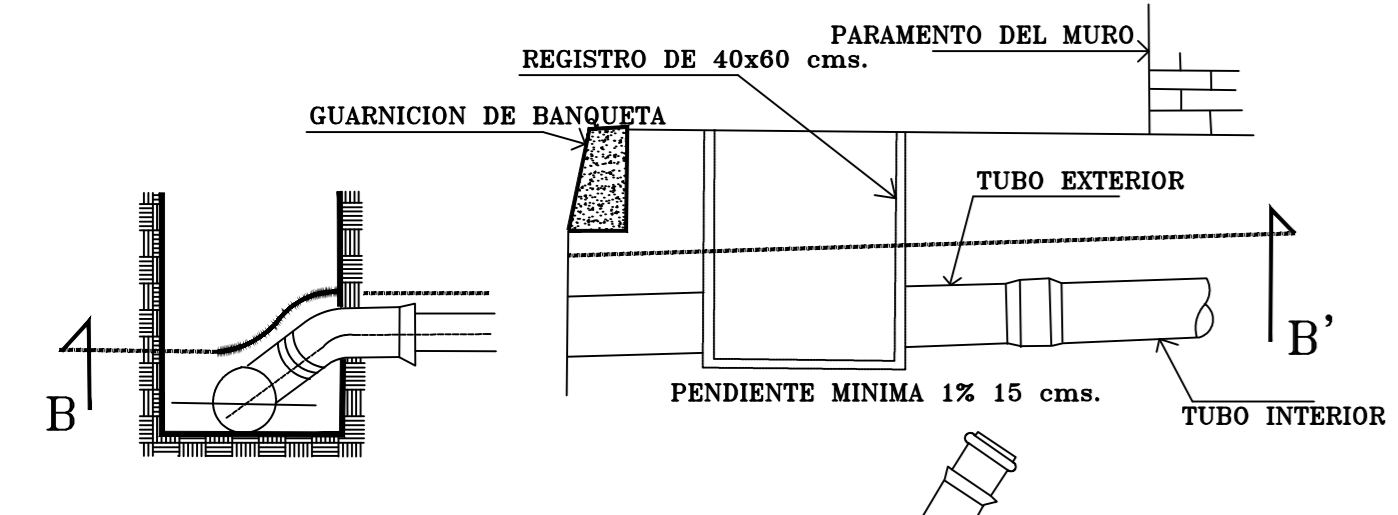 PARAMENTO DEL MURO
REGISTRO DE 40x60 cms.
GUARNICION DE BANQUETA
TUBO EXTERIOR
B'
B
PENDIENTE MINIMA 1% 15 cms.
TUBO INTERIOR